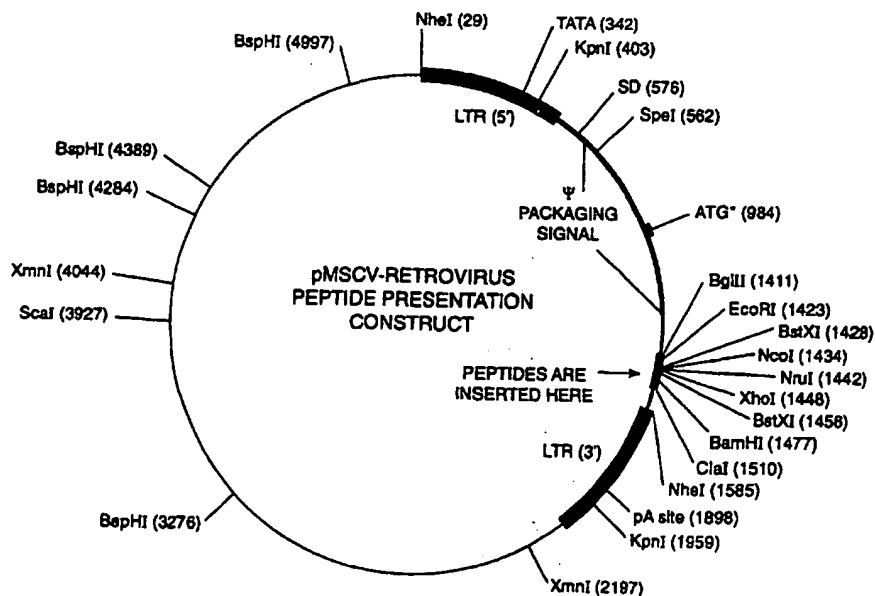 NheI (29)
TATA (342)
KpnI (403)
BspHI (4997)
SD (576)
LTR (5')
SpeI (562)
BspHI (4389)
BspHI (4284)
Ψ
PACKAGING
SIGNAL
ATG* (984)
XmnI (4044)
ScaI (3927)
pMSCV-RETROVIRUS
PEPTIDE PRESENTATION
CONSTRUCT
BglII (1411)
EcoRI (1423)
BstXI (1428)
NcoI (1434)
NruI (1442)
XhoI (1448)
BstXI (1458)
BamHI (1477)
ClaI (1510)
NheI (1585)
PEPTIDES ARE
INSERTED HERE
LTR (3')
pA site (1898)
KpnI (1959)
BspHI (3276)
XmnI (2197)